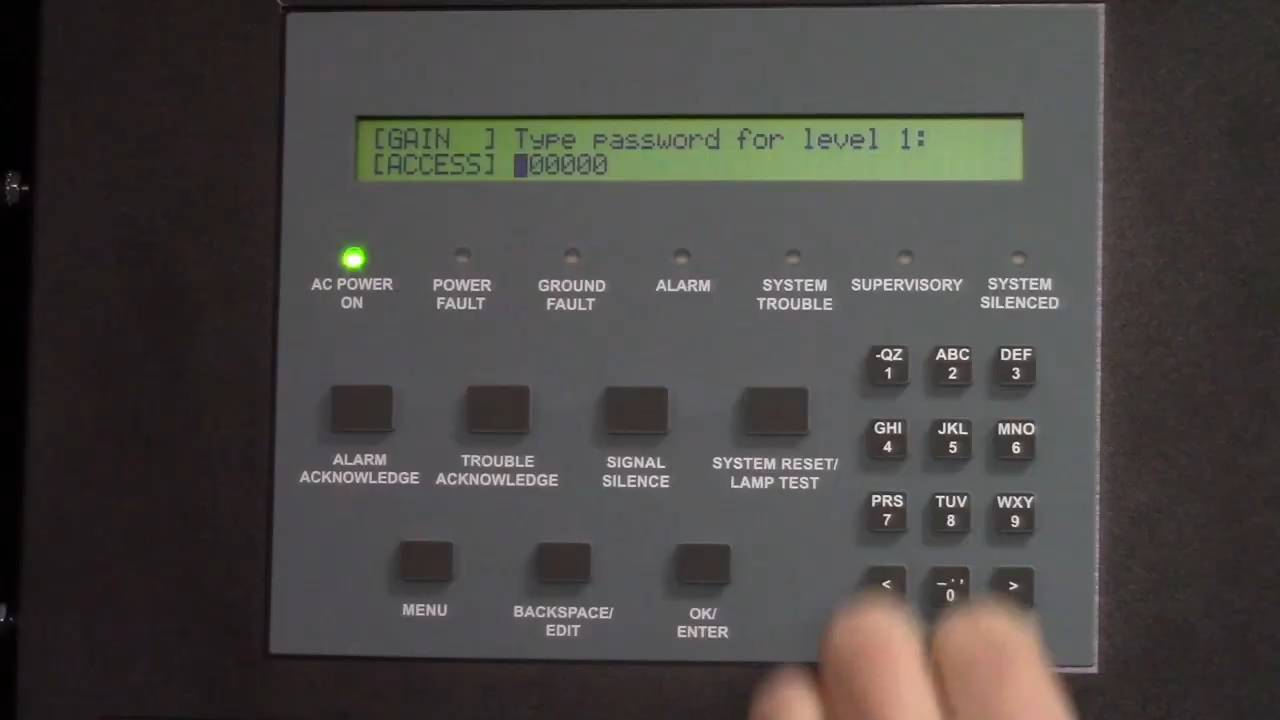 [GAIN  ] Type password for level 1:
[ACCESS] 00000
AC POWER
ON
POWER
FAULT
GROUND
FAULT
ALARM
SYSTEM
TROUBLE
SUPERVISORY
SYSTEM
SILENCED
-QZ
1
ABC
2
DEF
3
GHI
4
JKL
5
MNO
6
PRS
7
TUV
8
WXY
9
<
_.,
0
>
ALARM
ACKNOWLEDGE
TROUBLE
ACKNOWLEDGE
SIGNAL
SILENCE
SYSTEM RESET/
LAMP TEST
MENU
BACKSPACE/
EDIT
OK/
ENTER